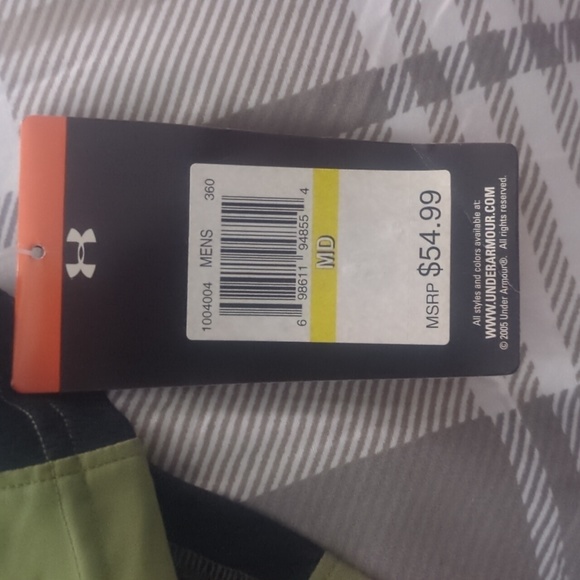 1004004 MENS 360
6 98611 94855 4
MD
MSRP $54.99
All styles and colors available at:
WWW.UNDERARMOUR.COM
© 2005 Under Armour®. All rights reserved.